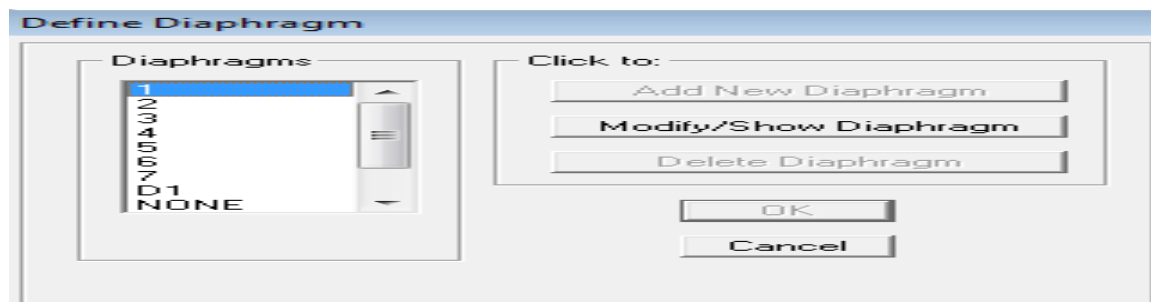 Define Diaphragm
Diaphragms
1
2
3
4
5
6
7
D1
NONE
Click to:
Add New Diaphragm
Modify/Show Diaphragm
Delete Diaphragm
OK
Cancel